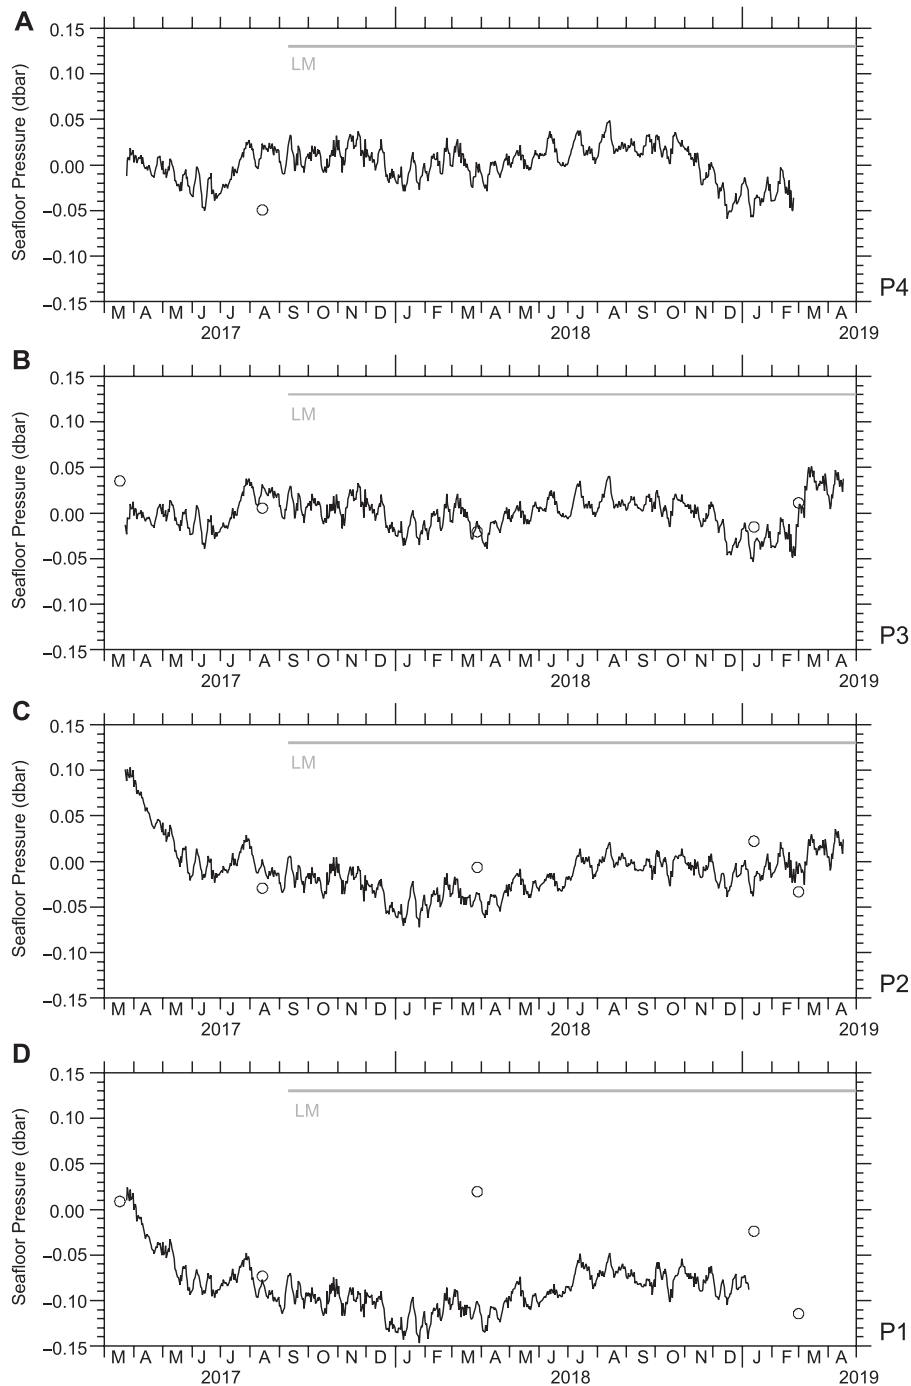 A
0.15
0.10
0.05
0.00
−0.05
−0.10
−0.15
Seafloor Pressure (dbar)
LM
P4
M A M J J A S O N D J F M A M J J A S O N D J F M A
2017 2018 2019
B
0.15
0.10
0.05
0.00
−0.05
−0.10
−0.15
Seafloor Pressure (dbar)
LM
P3
M A M J J A S O N D J F M A M J J A S O N D J F M A
2017 2018 2019
C
0.15
0.10
0.05
0.00
−0.05
−0.10
−0.15
Seafloor Pressure (dbar)
LM
P2
M A M J J A S O N D J F M A M J J A S O N D J F M A
2017 2018 2019
D
0.15
0.10
0.05
0.00
−0.05
−0.10
−0.15
Seafloor Pressure (dbar)
LM
P1
M A M J J A S O N D J F M A M J J A S O N D J F M A
2017 2018 2019